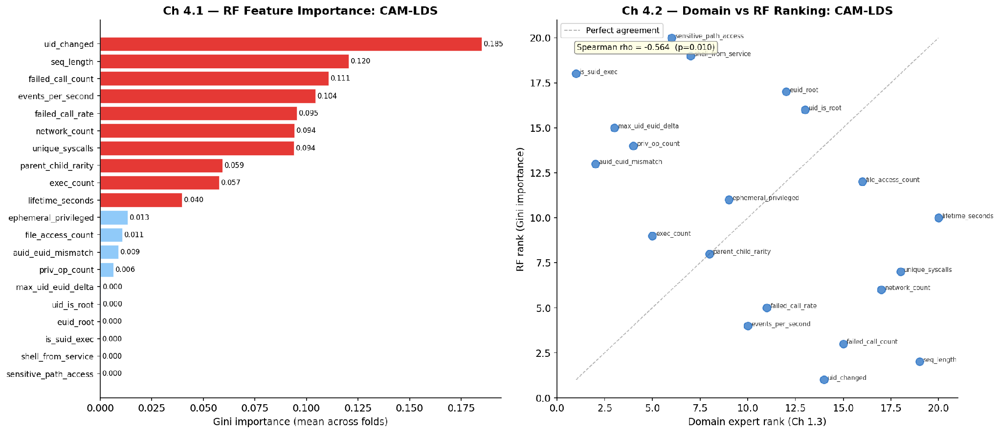 Ch 4.1 — RF Feature Importance: CAM-LDS
uid_changed
0.185
seq_length
0.120
failed_call_count
0.111
events_per_second
0.104
failed_call_rate
0.095
network_count
0.094
unique_syscalls
0.094
parent_child_rarity
0.059
exec_count
0.057
lifetime_seconds
0.040
ephemeral_privileged
0.013
file_access_count
0.011
auid_euid_mismatch
0.009
priv_op_count
0.006
max_uid_euid_delta
0.000
uid_is_root
0.000
euid_root
0.000
is_suid_exec
0.000
shell_from_service
0.000
sensitive_path_access
0.000
0.000 0.025 0.050 0.075 0.100 0.125 0.150 0.175
Gini importance (mean across folds)
Ch 4.2 — Domain vs RF Ranking: CAM-LDS
Perfect agreement
Spearman rho = -0.564 (p=0.010)
sensitive_path_access
shell_from_service
is_suid_exec
euid_root
uid_is_root
max_uid_euid_delta
priv_op_count
auid_euid_mismatch
file_access_count
ephemeral_privileged
lifetime_seconds
exec_count
parent_child_rarity
unique_syscalls
network_count
failed_call_rate
events_per_second
failed_call_count
seq_length
uid_changed
RF rank (Gini importance)
20.0
17.5
15.0
12.5
10.0
7.5
5.0
2.5
0.0
0.0 2.5 5.0 7.5 10.0 12.5 15.0 17.5 20.0
Domain expert rank (Ch 1.3)